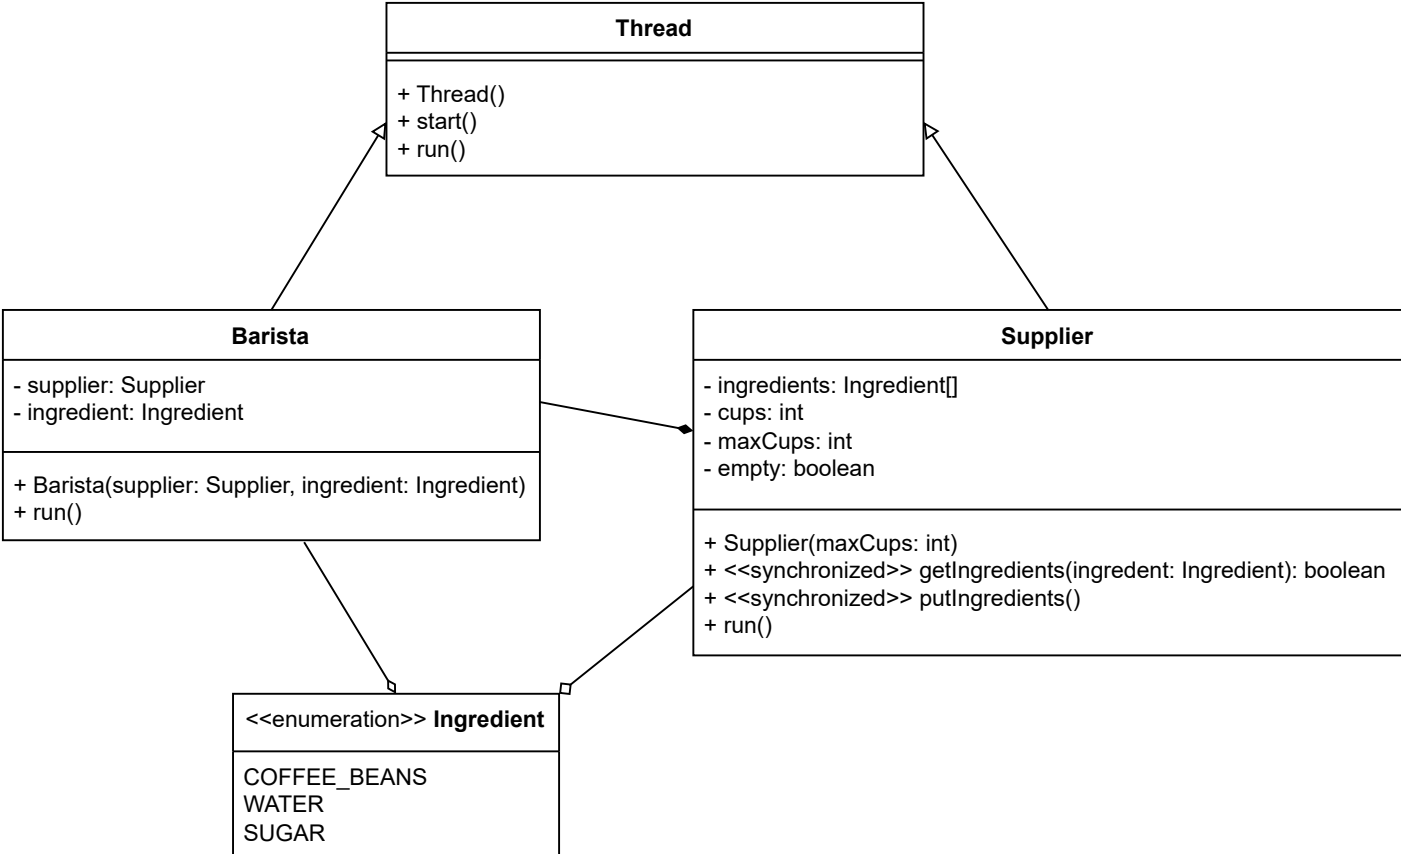 Thread
+ Thread()
+ start()
+ run()
Barista
- supplier: Supplier
- ingredient: Ingredient
+ Barista(supplier: Supplier, ingredient: Ingredient)
+ run()
Supplier
- ingredients: Ingredient[]
- cups: int
- maxCups: int
- empty: boolean
+ Supplier(maxCups: int)
+ <<synchronized>> getIngredients(ingredent: Ingredient): boolean
+ <<synchronized>> putIngredients()
+ run()
<<enumeration>> Ingredient
COFFEE_BEANS
WATER
SUGAR